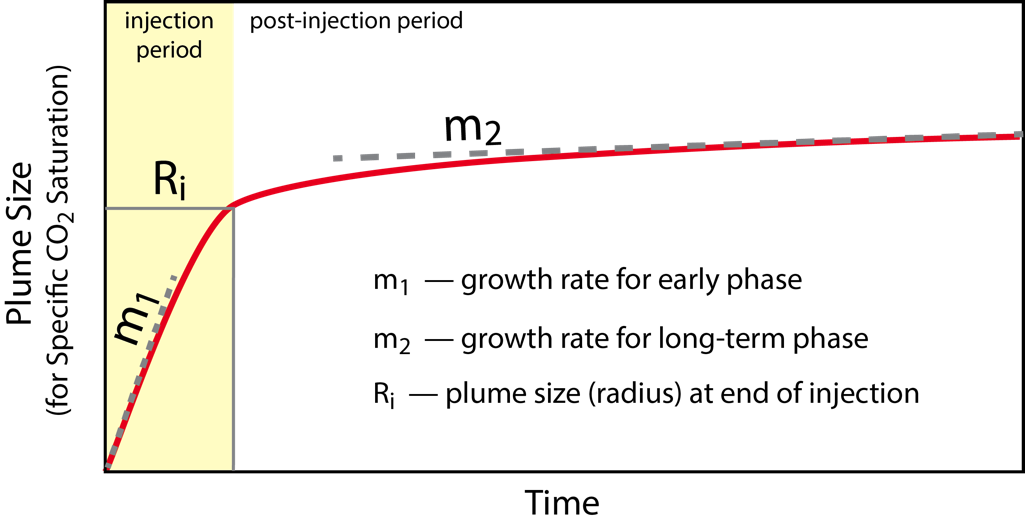 injection
period
post-injection period
m₂
Rᵢ
m₁
Plume Size
(for Specific CO₂ Saturation)
m₁ — growth rate for early phase
m₂ — growth rate for long-term phase
Rᵢ — plume size (radius) at end of injection
Time